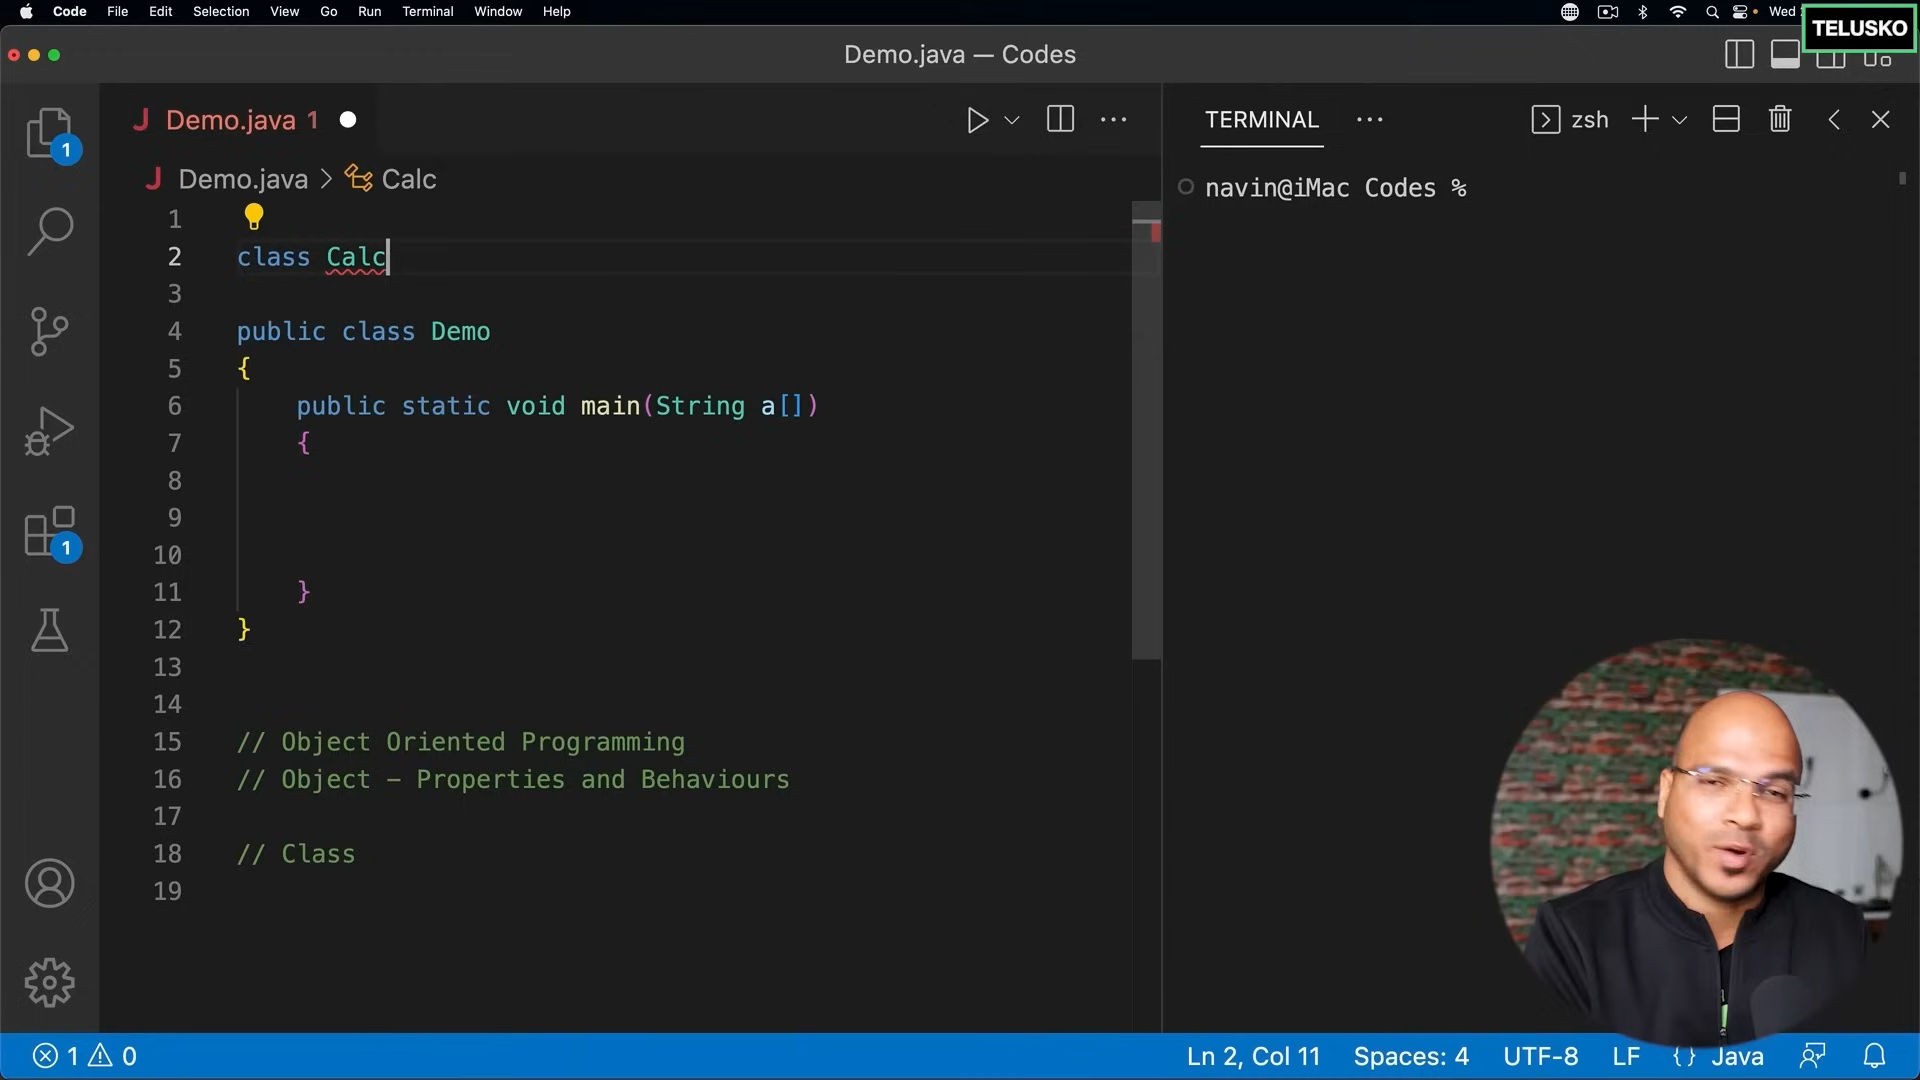 Code File Edit Selection View Go Run Terminal Window Help Wed
TELUSKO
Demo.java — Codes
Demo.java 1
TERMINAL
zsh
Demo.java > Calc
navin@iMac Codes %
1
2 class Calc
3
4 public class Demo
5 {
6 public static void main(String a[])
7 {
8
9
10
11 }
12 }
13
14
15 // Object Oriented Programming
16 // Object – Properties and Behaviours
17
18 // Class
19
1
1
1 0
Ln 2, Col 11 Spaces: 4 UTF-8 LF {} Java